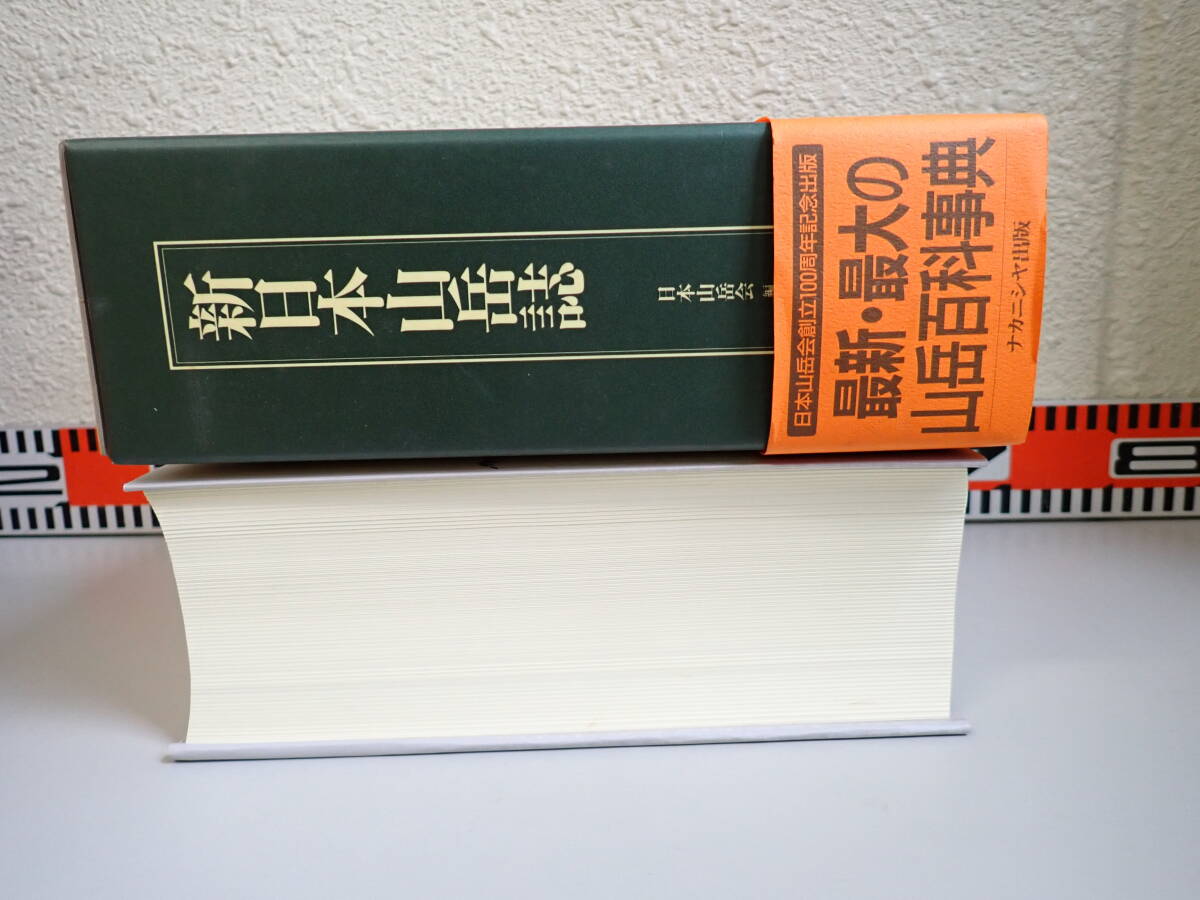 新日本山岳誌
日本山岳会 編
日本山岳会創立100周年記念出版
最新・最大の
山岳百科事典
ナカニシヤ出版